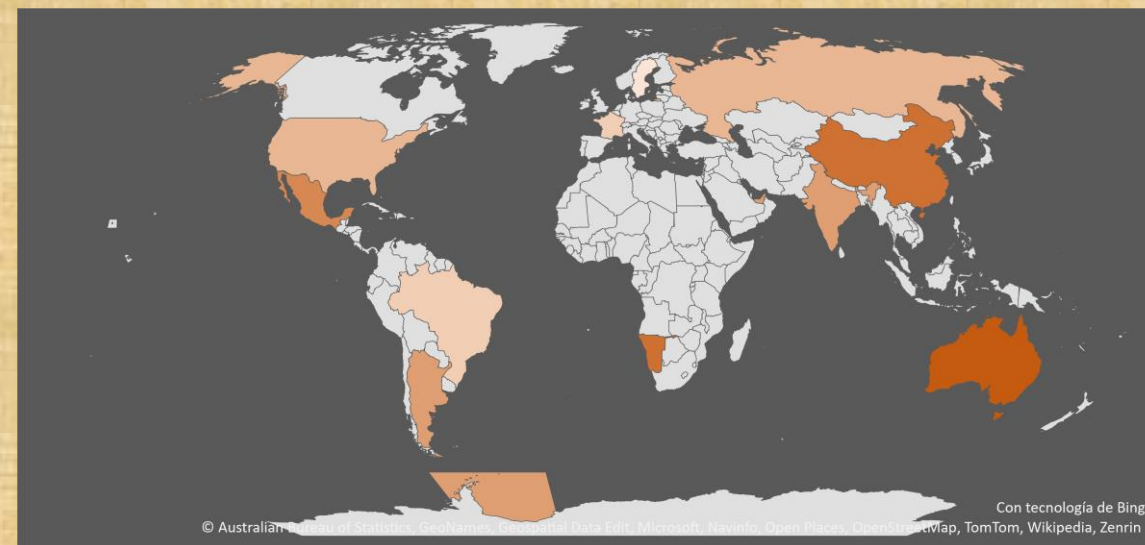 Con tecnología de Bing
© Australian Bureau of Statistics, GeoNames, Geospatial Data Edit, Microsoft, Navinfo, Open Places, OpenStreetMap, TomTom, Wikipedia, Zenrin